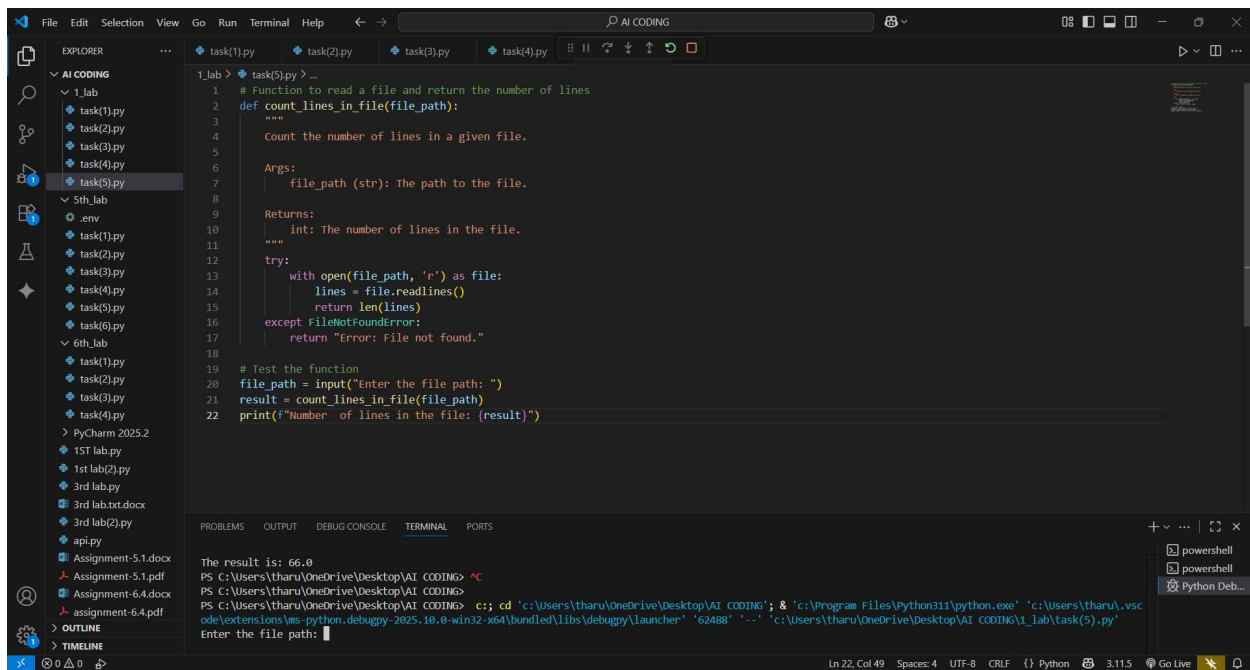 File Edit Selection View Go Run Terminal Help
AI CODING
EXPLORER
AI CODING
1_lab
task(1).py
task(2).py
task(3).py
task(4).py
task(5).py
5th_lab
.env
task(1).py
task(2).py
task(3).py
task(4).py
task(5).py
task(6).py
6th_lab
task(1).py
task(2).py
task(3).py
task(4).py
PyCharm 2025.2
1ST lab.py
1st lab(2).py
3rd lab.py
3rd lab.txt.docx
3rd lab(2).py
api.py
Assignment-5.1.docx
Assignment-5.1.pdf
Assignment-6.4.docx
assignment-6.4.pdf
OUTLINE
TIMELINE
task(1).py task(2).py task(3).py task(4).py
1_lab > task(5).py > ...
1 # Function to read a file and return the number of lines
2 def count_lines_in_file(file_path):
3 """
4 Count the number of lines in a given file.
5
6 Args:
7 file_path (str): The path to the file.
8
9 Returns:
10 int: The number of lines in the file.
11 """
12 try:
13 with open(file_path, 'r') as file:
14 lines = file.readlines()
15 return len(lines)
16 except FileNotFoundError:
17 return "Error: File not found."
18
19 # Test the function
20 file_path = input("Enter the file path: ")
21 result = count_lines_in_file(file_path)
22 print(f"Number  of lines in the file: {result}")
PROBLEMS OUTPUT DEBUG CONSOLE TERMINAL PORTS
The result is: 66.0
PS C:\Users\tharu\OneDrive\Desktop\AI CODING> ^C
PS C:\Users\tharu\OneDrive\Desktop\AI CODING>
PS C:\Users\tharu\OneDrive\Desktop\AI CODING>  c:; cd 'c:\Users\tharu\OneDrive\Desktop\AI CODING'; & 'c:\Program Files\Python311\python.exe' 'c:\Users\tharu\.vsc
ode\extensions\ms-python.debugpy-2025.10.0-win32-x64\bundled\libs\debugpy\launcher' '62488' '--' 'c:\Users\tharu\OneDrive\Desktop\AI CODING\1_lab\task(5).py'
Enter the file path:
powershell
powershell
Python Deb...
0 0 Ln 22, Col 49 Spaces: 4 UTF-8 CRLF {} Python 3.11.5 Go Live